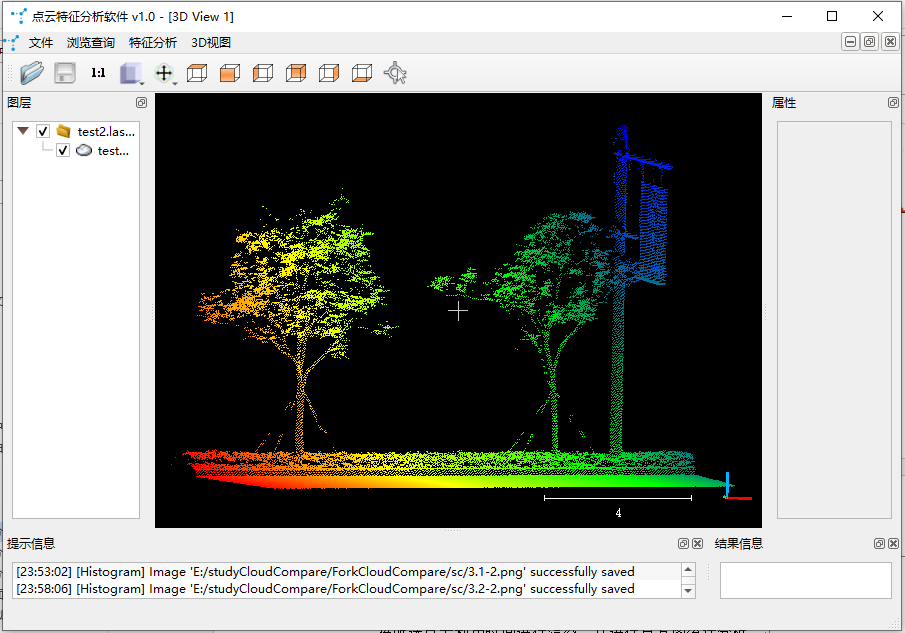 点云特征分析软件 v1.0 - [3D View 1]
文件 浏览查询 特征分析 3D视图
1:1
图层
属性
test2.las...
test...
4
提示信息
结果信息
[23:53:02] [Histogram] Image 'E:/studyCloudCompare/ForkCloudCompare/sc/3.1-2.png' successfully saved
[23:58:06] [Histogram] Image 'E:/studyCloudCompare/ForkCloudCompare/sc/3.2-2.png' successfully saved